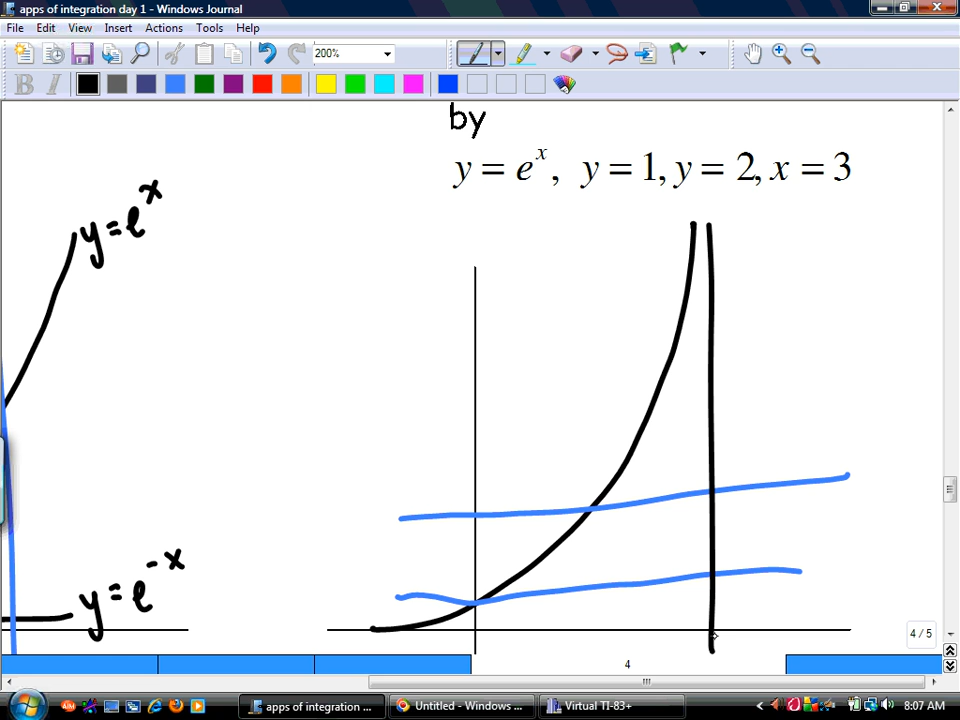 apps of integration day 1 - Windows Journal
File Edit View Insert Actions Tools Help
200%
B I
by
y = e^x, y = 1, y = 2, x = 3
y = e^x
y = e^-x
4 / 5
4
apps of integration ...
Untitled - Windows ...
Virtual TI-83+
8:07 AM